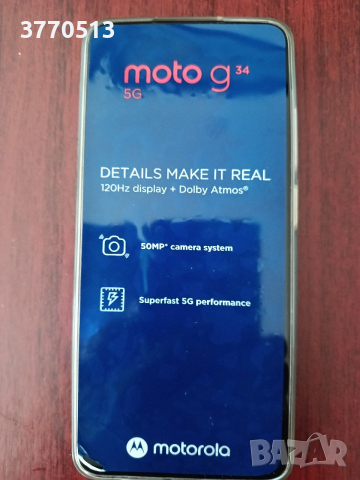 3770513
moto g 34
5G
DETAILS MAKE IT REAL
120Hz display + Dolby Atmos®
50MP* camera system
Superfast 5G performance
motorola
BAZAR